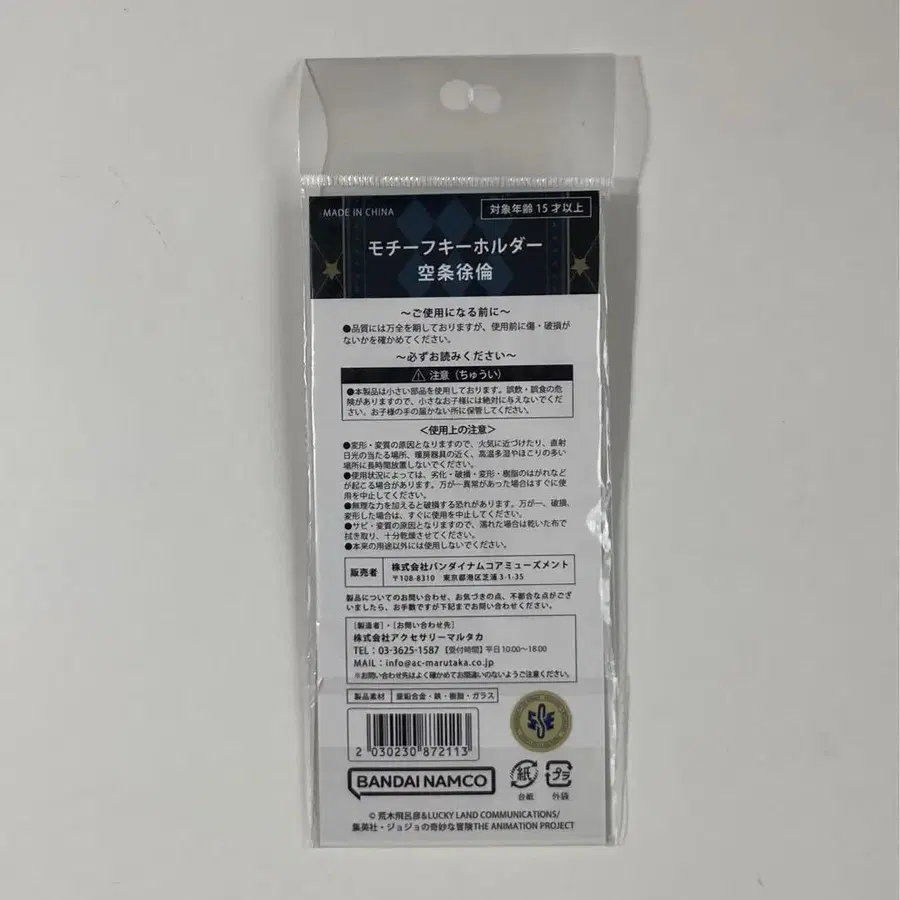 MADE IN CHINA
対象年齢15才以上
モチーフキーホルダー
空条徐倫
～ご使用になる前に～
●品質には万全を期しておりますが、使用前に傷・破損が
ないかを確かめてください。
～必ずお読みください～
注意（ちゅうい）
●本製品は小さい部品を使用しております。誤飲・誤食の危
険がありますので、小さなお子様には絶対に与えないでくだ
さい。お子様の手の届かない所に保管してください。
＜使用上の注意＞
●変形・変質の原因となりますので、火気に近づけたり、直射
日光の当たる場所、暖房器具の近く、高温多湿やほこりの多い
場所に長時間放置しないでください。
●使用状況によっては、劣化・破損・変形・樹脂のはがれなど
が起こる場合があります。万が一異常があった場合はすぐに使
用を中止してください。
●無理な力を加えると破損する恐れがあります。万が一、破損、
変形した場合は、すぐに使用を中止してください。
●サビ・変質の原因となりますので、濡れた場合は乾いた布で
拭き取り、十分乾燥させてください。
●本来の用途以外には使用しないでください。
販売者
株式会社バンダイナムコアミューズメント
〒108-8310 東京都港区芝浦3-1-35
製品についてのお問い合わせ、お気づきの点、不都合な点がござ
いましたら、お手数ですが下記までお問い合わせください。
[製造者]・[お問い合わせ先]
株式会社アクセサリーマルタカ
TEL：03-3625-1587 【受付時間】平日10:00～18:00
MAIL：info@ac-marutaka.co.jp
※お問い合わせ先はよく確かめてお間違いのないようご注意ください。
製品素材 亜鉛合金・鉄・樹脂・ガラス
2 030230 872113
BANDAI NAMCO
紙
台紙
プラ
外袋
© 荒木飛呂彦&LUCKY LAND COMMUNICATIONS/
集英社・ジョジョの奇妙な冒険THE ANIMATION PROJECT